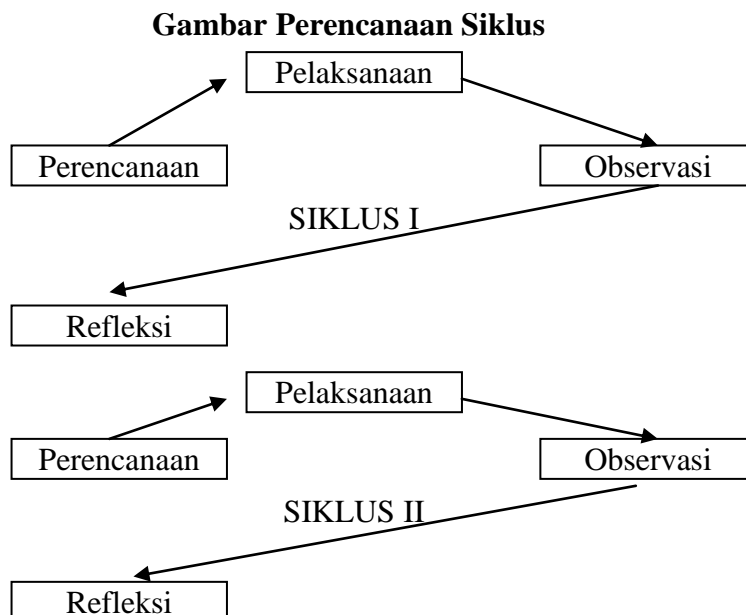 Gambar Perencanaan Siklus
Pelaksanaan
Perencanaan
Observasi
SIKLUS I
Refleksi
Pelaksanaan
Perencanaan
Observasi
SIKLUS II
Refleksi